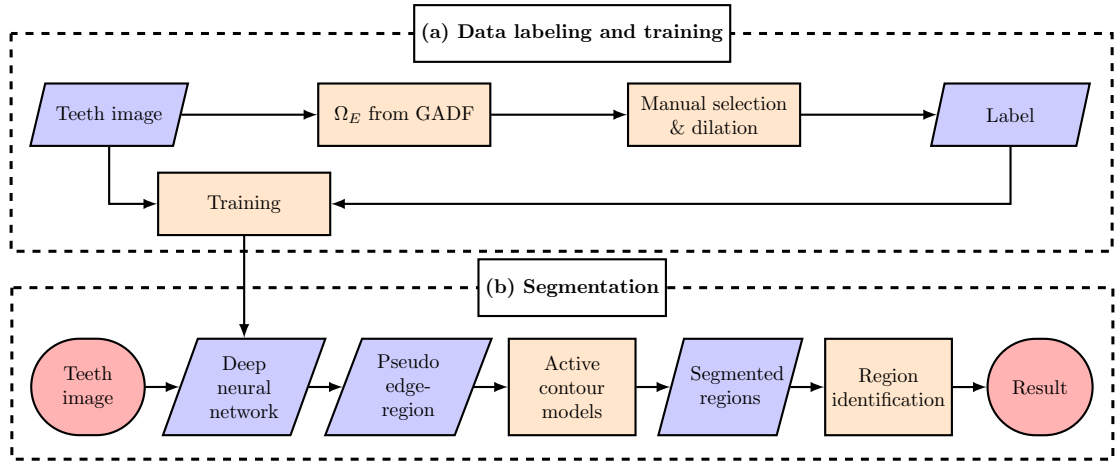 (a) Data labeling and training
Teeth image
Ω_E from GADF
Manual selection
& dilation
Label
Training
(b) Segmentation
Teeth
image
Deep
neural
network
Pseudo
edge-
region
Active
contour
models
Segmented
regions
Region
identification
Result